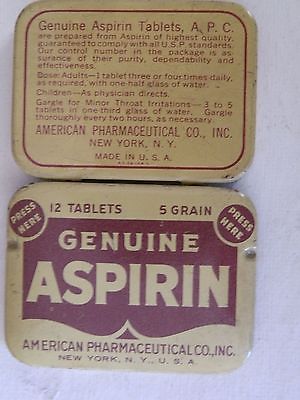 Genuine Aspirin Tablets, A. P. C.
are prepared from Aspirin of highest quality,
guaranteed to comply with all U.S.P. standards.
Our control number in the package is as-
surance of their purity, dependability and
effectiveness.
Dose: Adults—1 tablet three or four times daily,
as required, with one-half glass of water.
Children—As physician directs.
Gargle for Minor Throat Irritations—3 to 5
tablets in one-third glass of water. Gargle
thoroughly every two hours, as necessary.
AMERICAN PHARMACEUTICAL CO., INC.
NEW YORK, N. Y.
MADE IN U. S. A.
PRESS HERE
12 TABLETS 5 GRAIN
PRESS HERE
GENUINE
ASPIRIN
AMERICAN PHARMACEUTICAL CO., INC.
NEW YORK, N. Y., U. S. A.